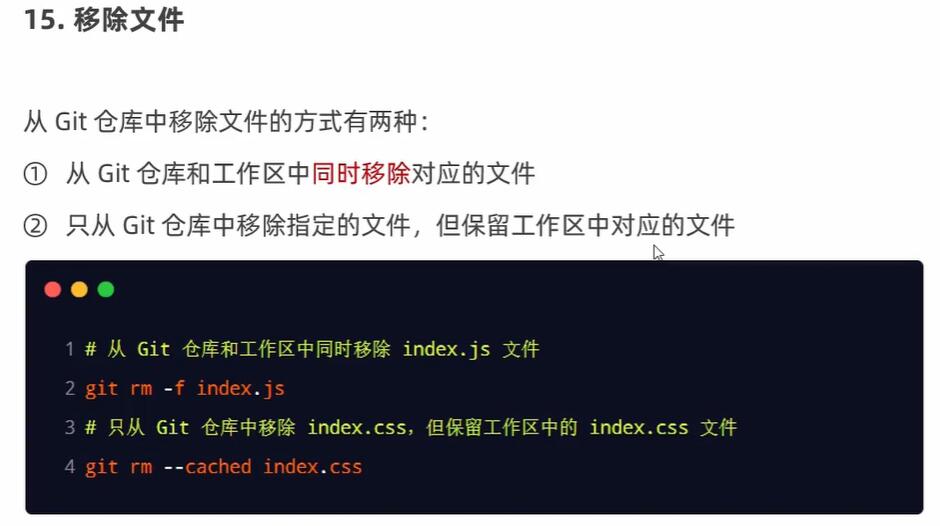 15. 移除文件
从 Git 仓库中移除文件的方式有两种：
① 从 Git 仓库和工作区中同时移除对应的文件
② 只从 Git 仓库中移除指定的文件，但保留工作区中对应的文件
1 # 从 Git 仓库和工作区中同时移除 index.js 文件
2 git rm -f index.js
3 # 只从 Git 仓库中移除 index.css，但保留工作区中的 index.css 文件
4 git rm --cached index.css